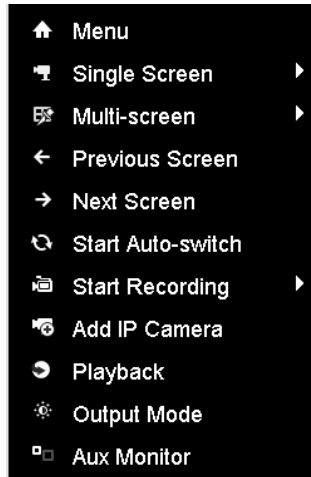 Menu
Single Screen
Multi-screen
Previous Screen
Next Screen
Start Auto-switch
Start Recording
Add IP Camera
Playback
Output Mode
Aux Monitor